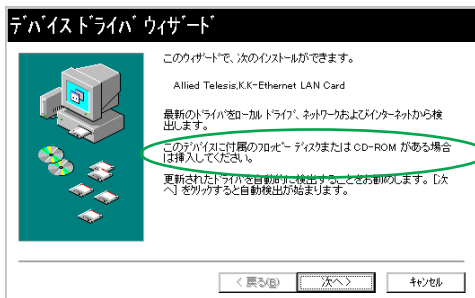 デバイス ドライバ ウィザード
このウィザードで、次のインストールができます。
Allied Telesis,K.K-Ethernet LAN Card
最新のドライバをローカル ドライブ、ネットワークおよびインターネットから検
出します。
このデバイスに付属のフロッピー ディスクまたは CD-ROM がある場合
は挿入してください。
更新されたドライバを自動的に検出することをお勧めします。[次
へ] をクリックすると自動検出が始まります。
< 戻る(B)
次へ >
キャンセル